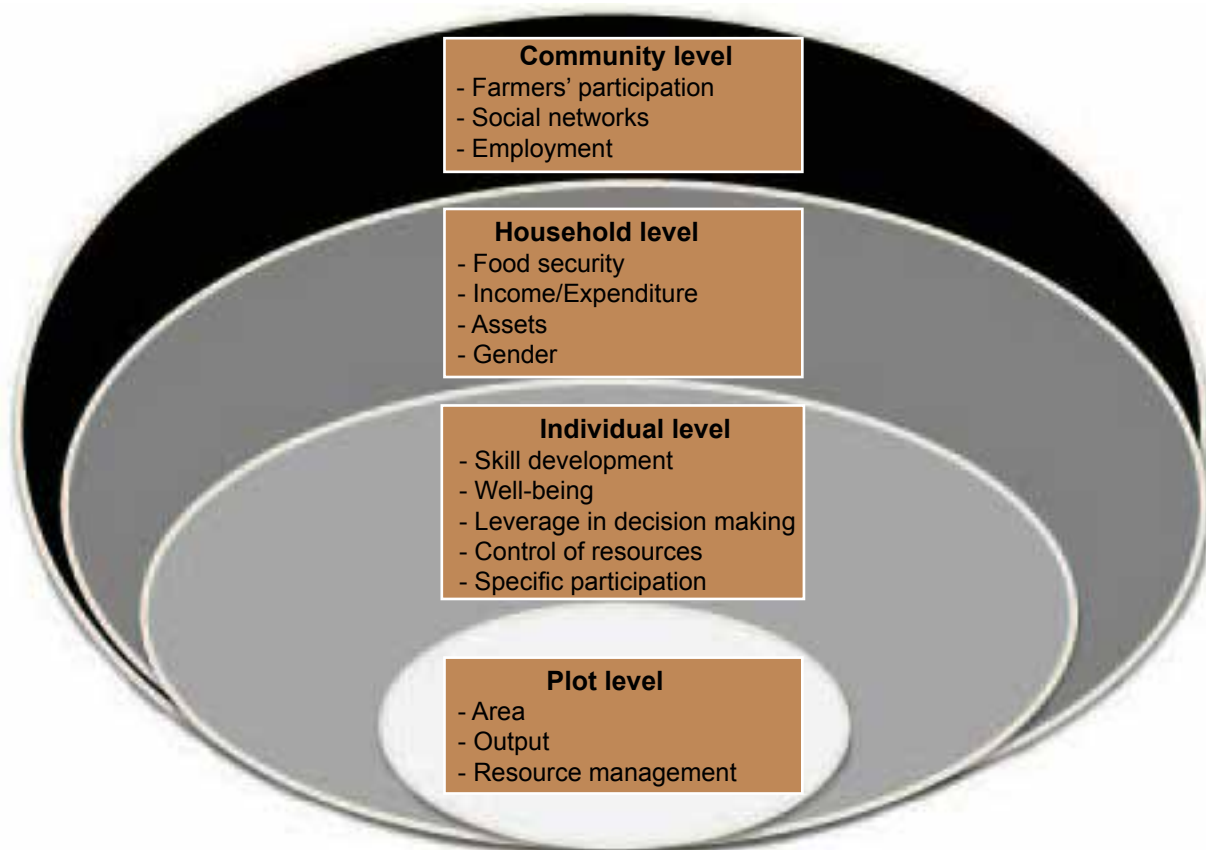 Community level
- Farmers’ participation
- Social networks
- Employment
Household level
- Food security
- Income/Expenditure
- Assets
- Gender
Individual level
- Skill development
- Well-being
- Leverage in decision making
- Control of resources
- Specific participation
Plot level
- Area
- Output
- Resource management